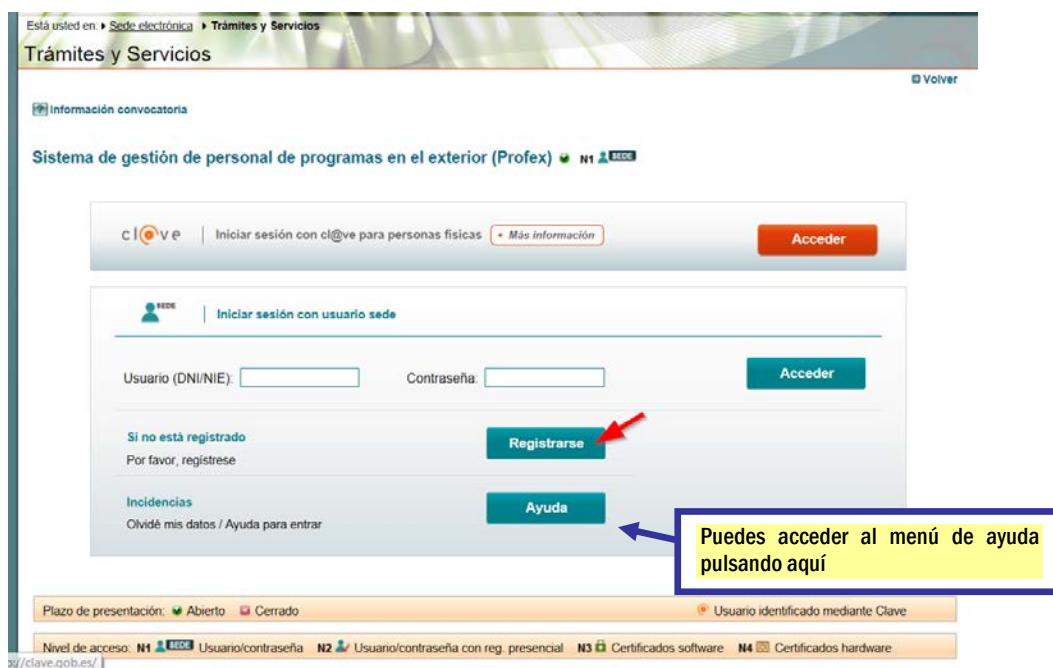 Está usted en: Sede electrónica Trámites y Servicios
Trámites y Servicios
Volver
Información convocatoria
Sistema de gestión de personal de programas en el exterior (Profex) N1 SEDE
cl@ve | Iniciar sesión con cl@ve para personas físicas + Más información Acceder
SEDE | Iniciar sesión con usuario sede
Usuario (DNI/NIE): Contraseña: Acceder
Si no está registrado
Por favor, regístrese
Registrarse
Incidencias
Olvidé mis datos / Ayuda para entrar
Ayuda
Puedes acceder al menú de ayuda
pulsando aquí
Plazo de presentación: Abierto Cerrado Usuario identificado mediante Clave
Nivel de acceso: N1 SEDE Usuario/contraseña N2 Usuario/contraseña con reg. presencial N3 Certificados software N4 Certificados hardware
//clave.gob.es/